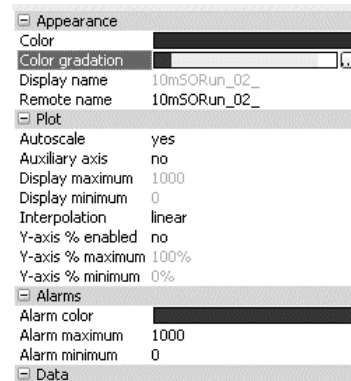 Appearance
Color
Color gradation ...
Display name 10mSORun_02_
Remote name 10mSORun_02_
Plot
Autoscale yes
Auxiliary axis no
Display maximum 1000
Display minimum 0
Interpolation linear
Y-axis % enabled no
Y-axis % maximum 100%
Y-axis % minimum 0%
Alarms
Alarm color
Alarm maximum 1000
Alarm minimum 0
Data